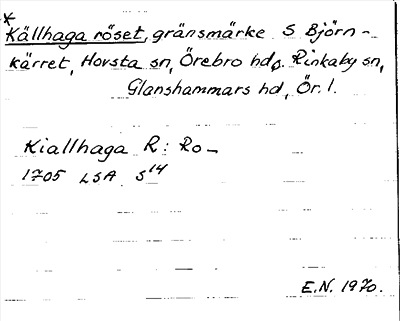 *
Källhaga röset, gränsmärke S Björn-
kärret, Hovsta sn, Örebro hd o. Rinkaby sn,
Glanshammars hd, Ör. l.
Kiallhaga R: Ro -
1705 LSA S 14
E.N. 1970.